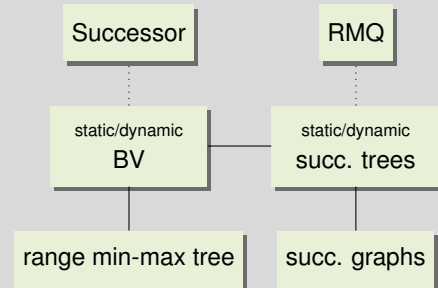 Successor
RMQ
static/dynamic
BV
static/dynamic
succ. trees
range min-max tree
succ. graphs